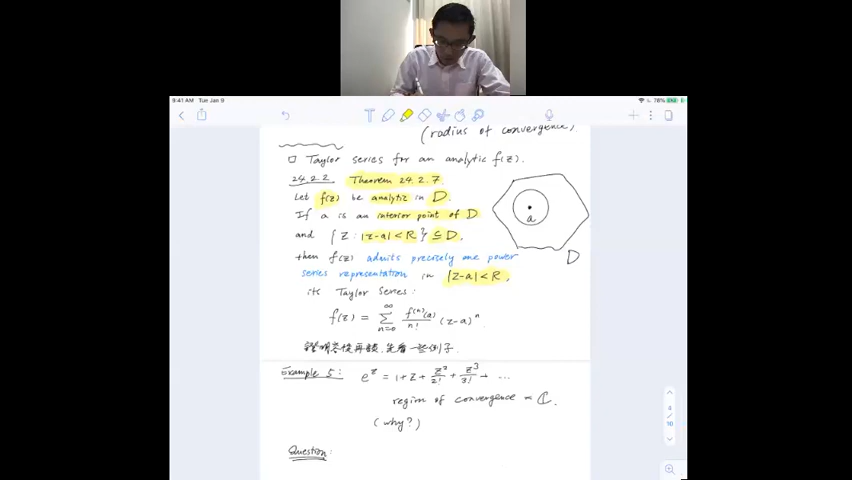 9:41 AM Tue Jan 9
78%
(radius of convergence).
□ Taylor series for an analytic f(z).
24.2.2 Theorem 24.2.7
Let f(z) be analytic in D.
If a is an interior point of D
and { z : |z-a| < R } ⊆ D,
then f(z) admits precisely one power
series representation in |z-a| < R,
its Taylor Series:
f(z) = ∑_{n=0}^{∞} f^{(n)}(a)/n! (z-a)^n.
a
D
證明容後再談, 先看一些例子.
Example 5: e^z = 1 + z + z^2/2! + z^3/3! + ...
region of convergence = ℂ.
(why?)
Question: